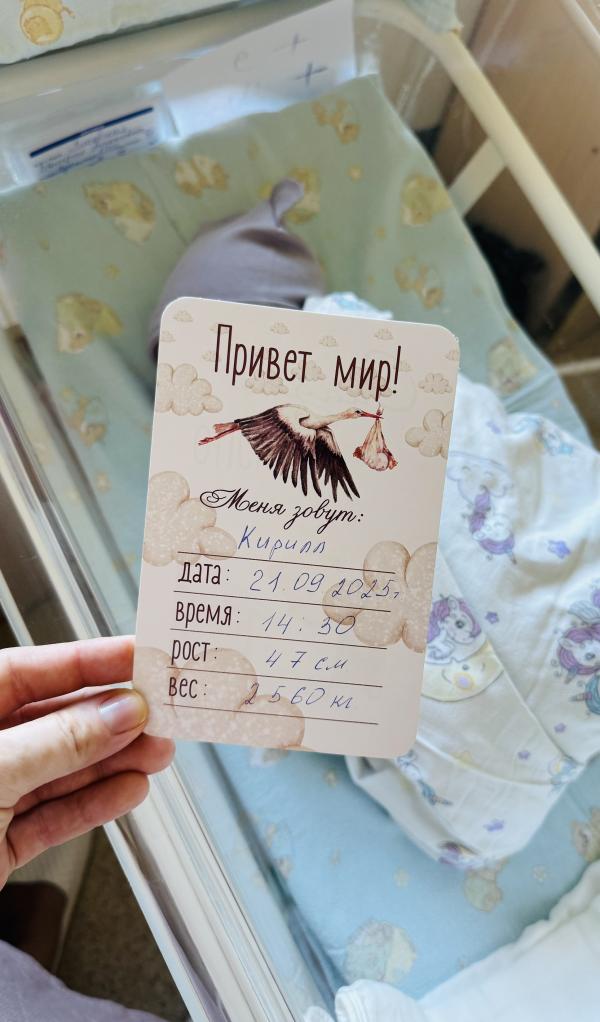 Привет мир!
Меня зовут:
Кирилл
дата: 21.09 2025г
время: 14:30
рост: 47 см
вес: 2560 кг